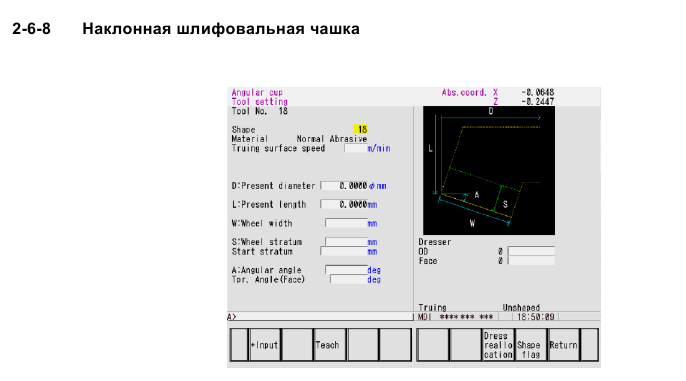 2-6-8 Наклонная шлифовальная чашка
Angular cup
Tool setting
Abs.coord. X -0.0648
Z -0.2447
Tool No. 18
Shape 18
Material Normal Abrasive
Truing surface speed m/min
D:Present diameter 0.0000 φmm
L:Present length 0.0000mm
W:Wheel width mm
S:Wheel stratum mm
Start stratum mm
A:Angular angle deg
Tpr. Angle(Face) deg
D
L
A
S
W
Dresser
OD 0
Face 0
Truing Unshaped
A>
MDI **** *** *** 18:50:09
+Input
Teach
Dress
reallo
cation
Shape
flag
Return